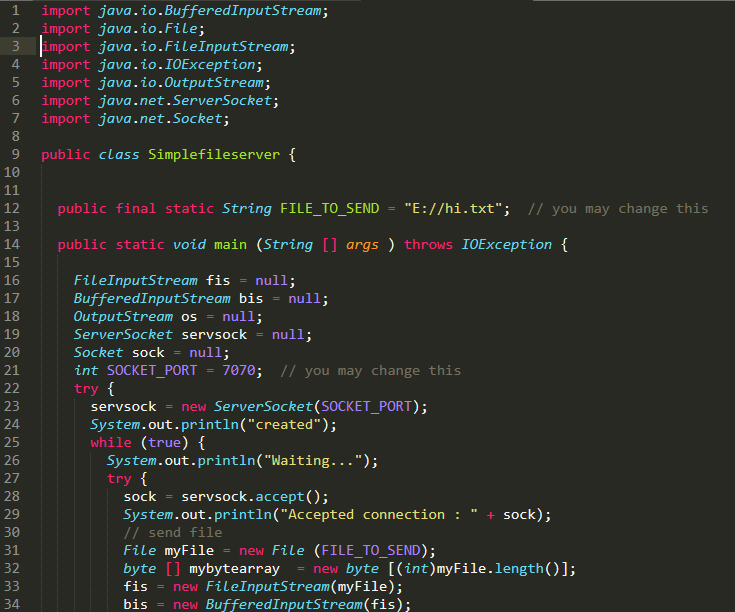 1 import java.io.BufferedInputStream;
2 import java.io.File;
3 import java.io.FileInputStream;
4 import java.io.IOException;
5 import java.io.OutputStream;
6 import java.net.ServerSocket;
7 import java.net.Socket;
8
9 public class Simplefileserver {
10
11
12 public final static String FILE_TO_SEND = "E://hi.txt";  // you may change this
13
14 public static void main (String [] args ) throws IOException {
15
16 FileInputStream fis = null;
17 BufferedInputStream bis = null;
18 OutputStream os = null;
19 ServerSocket servsock = null;
20 Socket sock = null;
21 int SOCKET_PORT = 7070;  // you may change this
22 try {
23 servsock = new ServerSocket(SOCKET_PORT);
24 System.out.println("created");
25 while (true) {
26 System.out.println("Waiting...");
27 try {
28 sock = servsock.accept();
29 System.out.println("Accepted connection : " + sock);
30 // send file
31 File myFile = new File (FILE_TO_SEND);
32 byte [] mybytearray  = new byte [(int)myFile.length()];
33 fis = new FileInputStream(myFile);
34 bis = new BufferedInputStream(fis);